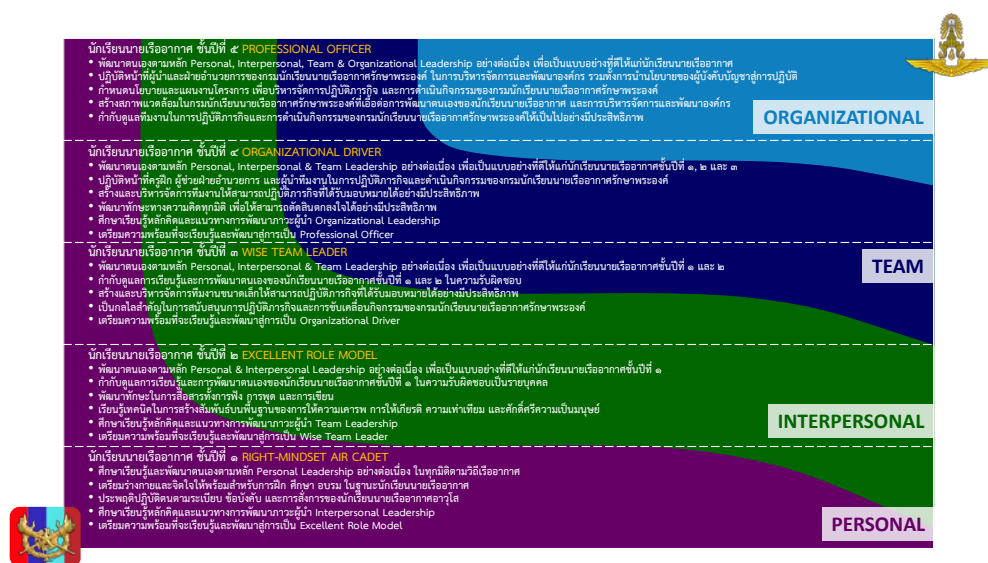 นักเรียนนายเรืออากาศ ชั้นปีที่ ๕ PROFESSIONAL OFFICER
• พัฒนาตนเองตามหลัก Personal, Interpersonal, Team & Organizational Leadership อย่างต่อเนื่อง เพื่อเป็นแบบอย่างที่ดีให้แก่นักเรียนนายเรืออากาศ
• ปฏิบัติหน้าที่ผู้นำและฝ่ายอำนวยการของกรมนักเรียนนายเรืออากาศรักษาพระองค์ ในการบริหารจัดการและพัฒนาองค์กร รวมทั้งการนำนโยบายของผู้บังคับบัญชาสู่การปฏิบัติ
• กำหนดนโยบายและแผนงานโครงการ เพื่อบริหารจัดการปฏิบัติภารกิจ และการดำเนินกิจกรรมของกรมนักเรียนนายเรืออากาศรักษาพระองค์
• สร้างสภาพแวดล้อมในกรมนักเรียนนายเรืออากาศรักษาพระองค์ที่เอื้อต่อการพัฒนาตนเองของนักเรียนนายเรืออากาศ และการบริหารจัดการและพัฒนาองค์กร
• กำกับดูแลทีมงานในการปฏิบัติภารกิจและการดำเนินกิจกรรมของกรมนักเรียนนายเรืออากาศรักษาพระองค์ให้เป็นไปอย่างมีประสิทธิภาพ
ORGANIZATIONAL
นักเรียนนายเรืออากาศ ชั้นปีที่ ๔ ORGANIZATIONAL DRIVER
• พัฒนาตนเองตามหลัก Personal, Interpersonal & Team Leadership อย่างต่อเนื่อง เพื่อเป็นแบบอย่างที่ดีให้แก่นักเรียนนายเรืออากาศชั้นปีที่ ๑, ๒ และ ๓
• ปฏิบัติหน้าที่ครูฝึก ผู้ช่วยฝ่ายอำนวยการ และผู้นำทีมงานในการปฏิบัติภารกิจและดำเนินกิจกรรมของกรมนักเรียนนายเรืออากาศรักษาพระองค์
• สร้างและบริหารจัดการทีมงานให้สามารถปฏิบัติภารกิจที่ได้รับมอบหมายได้อย่างมีประสิทธิภาพ
• พัฒนาทักษะทางความคิดทุกมิติ เพื่อให้สามารถตัดสินตกลงใจได้อย่างมีประสิทธิภาพ
• ศึกษาเรียนรู้หลักคิดและแนวทางการพัฒนาภาวะผู้นำ Organizational Leadership
• เตรียมความพร้อมที่จะเรียนรู้และพัฒนาสู่การเป็น Professional Officer
นักเรียนนายเรืออากาศ ชั้นปีที่ ๓ WISE TEAM LEADER
• พัฒนาตนเองตามหลัก Personal, Interpersonal & Team Leadership อย่างต่อเนื่อง เพื่อเป็นแบบอย่างที่ดีให้แก่นักเรียนนายเรืออากาศชั้นปีที่ ๑ และ ๒
• กำกับดูแลการเรียนรู้และการพัฒนาตนเองของนักเรียนนายเรืออากาศชั้นปีที่ ๑ และ ๒ ในความรับผิดชอบ
• สร้างและบริหารจัดการทีมงานขนาดเล็กให้สามารถปฏิบัติภารกิจที่ได้รับมอบหมายได้อย่างมีประสิทธิภาพ
• เป็นกลไลสำคัญในการสนับสนุนการปฏิบัติภารกิจและการขับเคลื่อนกิจกรรมของกรมนักเรียนนายเรืออากาศรักษาพระองค์
• เตรียมความพร้อมที่จะเรียนรู้และพัฒนาสู่การเป็น Organizational Driver
TEAM
นักเรียนนายเรืออากาศ ชั้นปีที่ ๒ EXCELLENT ROLE MODEL
• พัฒนาตนเองตามหลัก Personal & Interpersonal Leadership อย่างต่อเนื่อง เพื่อเป็นแบบอย่างที่ดีให้แก่นักเรียนนายเรืออากาศชั้นปีที่ ๑
• กำกับดูแลการเรียนรู้และการพัฒนาตนเองของนักเรียนนายเรืออากาศชั้นปีที่ ๑ ในความรับผิดชอบเป็นรายบุคคล
• พัฒนาทักษะในการสื่อสารทั้งการฟัง การพูด และการเขียน
• เรียนรู้เทคนิคในการสร้างสัมพันธ์บนพื้นฐานของการให้ความเคารพ การให้เกียรติ ความเท่าเทียม และศักดิ์ศรีความเป็นมนุษย์
• ศึกษาเรียนรู้หลักคิดและแนวทางการพัฒนาภาวะผู้นำ Team Leadership
• เตรียมความพร้อมที่จะเรียนรู้และพัฒนาสู่การเป็น Wise Team Leader
INTERPERSONAL
นักเรียนนายเรืออากาศ ชั้นปีที่ ๑ RIGHT-MINDSET AIR CADET
• ศึกษาเรียนรู้และพัฒนาตนเองตามหลัก Personal Leadership อย่างต่อเนื่อง ในทุกมิติตามวิถีเรืออากาศ
• เตรียมร่างกายและจิตใจให้พร้อมสำหรับการฝึก ศึกษา อบรม ในฐานะนักเรียนนายเรืออากาศ
• ประพฤติปฏิบัติตนตามระเบียบ ข้อบังคับ และการสั่งการของนักเรียนนายเรืออากาศอาวุโส
• ศึกษาเรียนรู้หลักคิดและแนวทางการพัฒนาภาวะผู้นำ Interpersonal Leadership
• เตรียมความพร้อมที่จะเรียนรู้และพัฒนาสู่การเป็น Excellent Role Model
PERSONAL